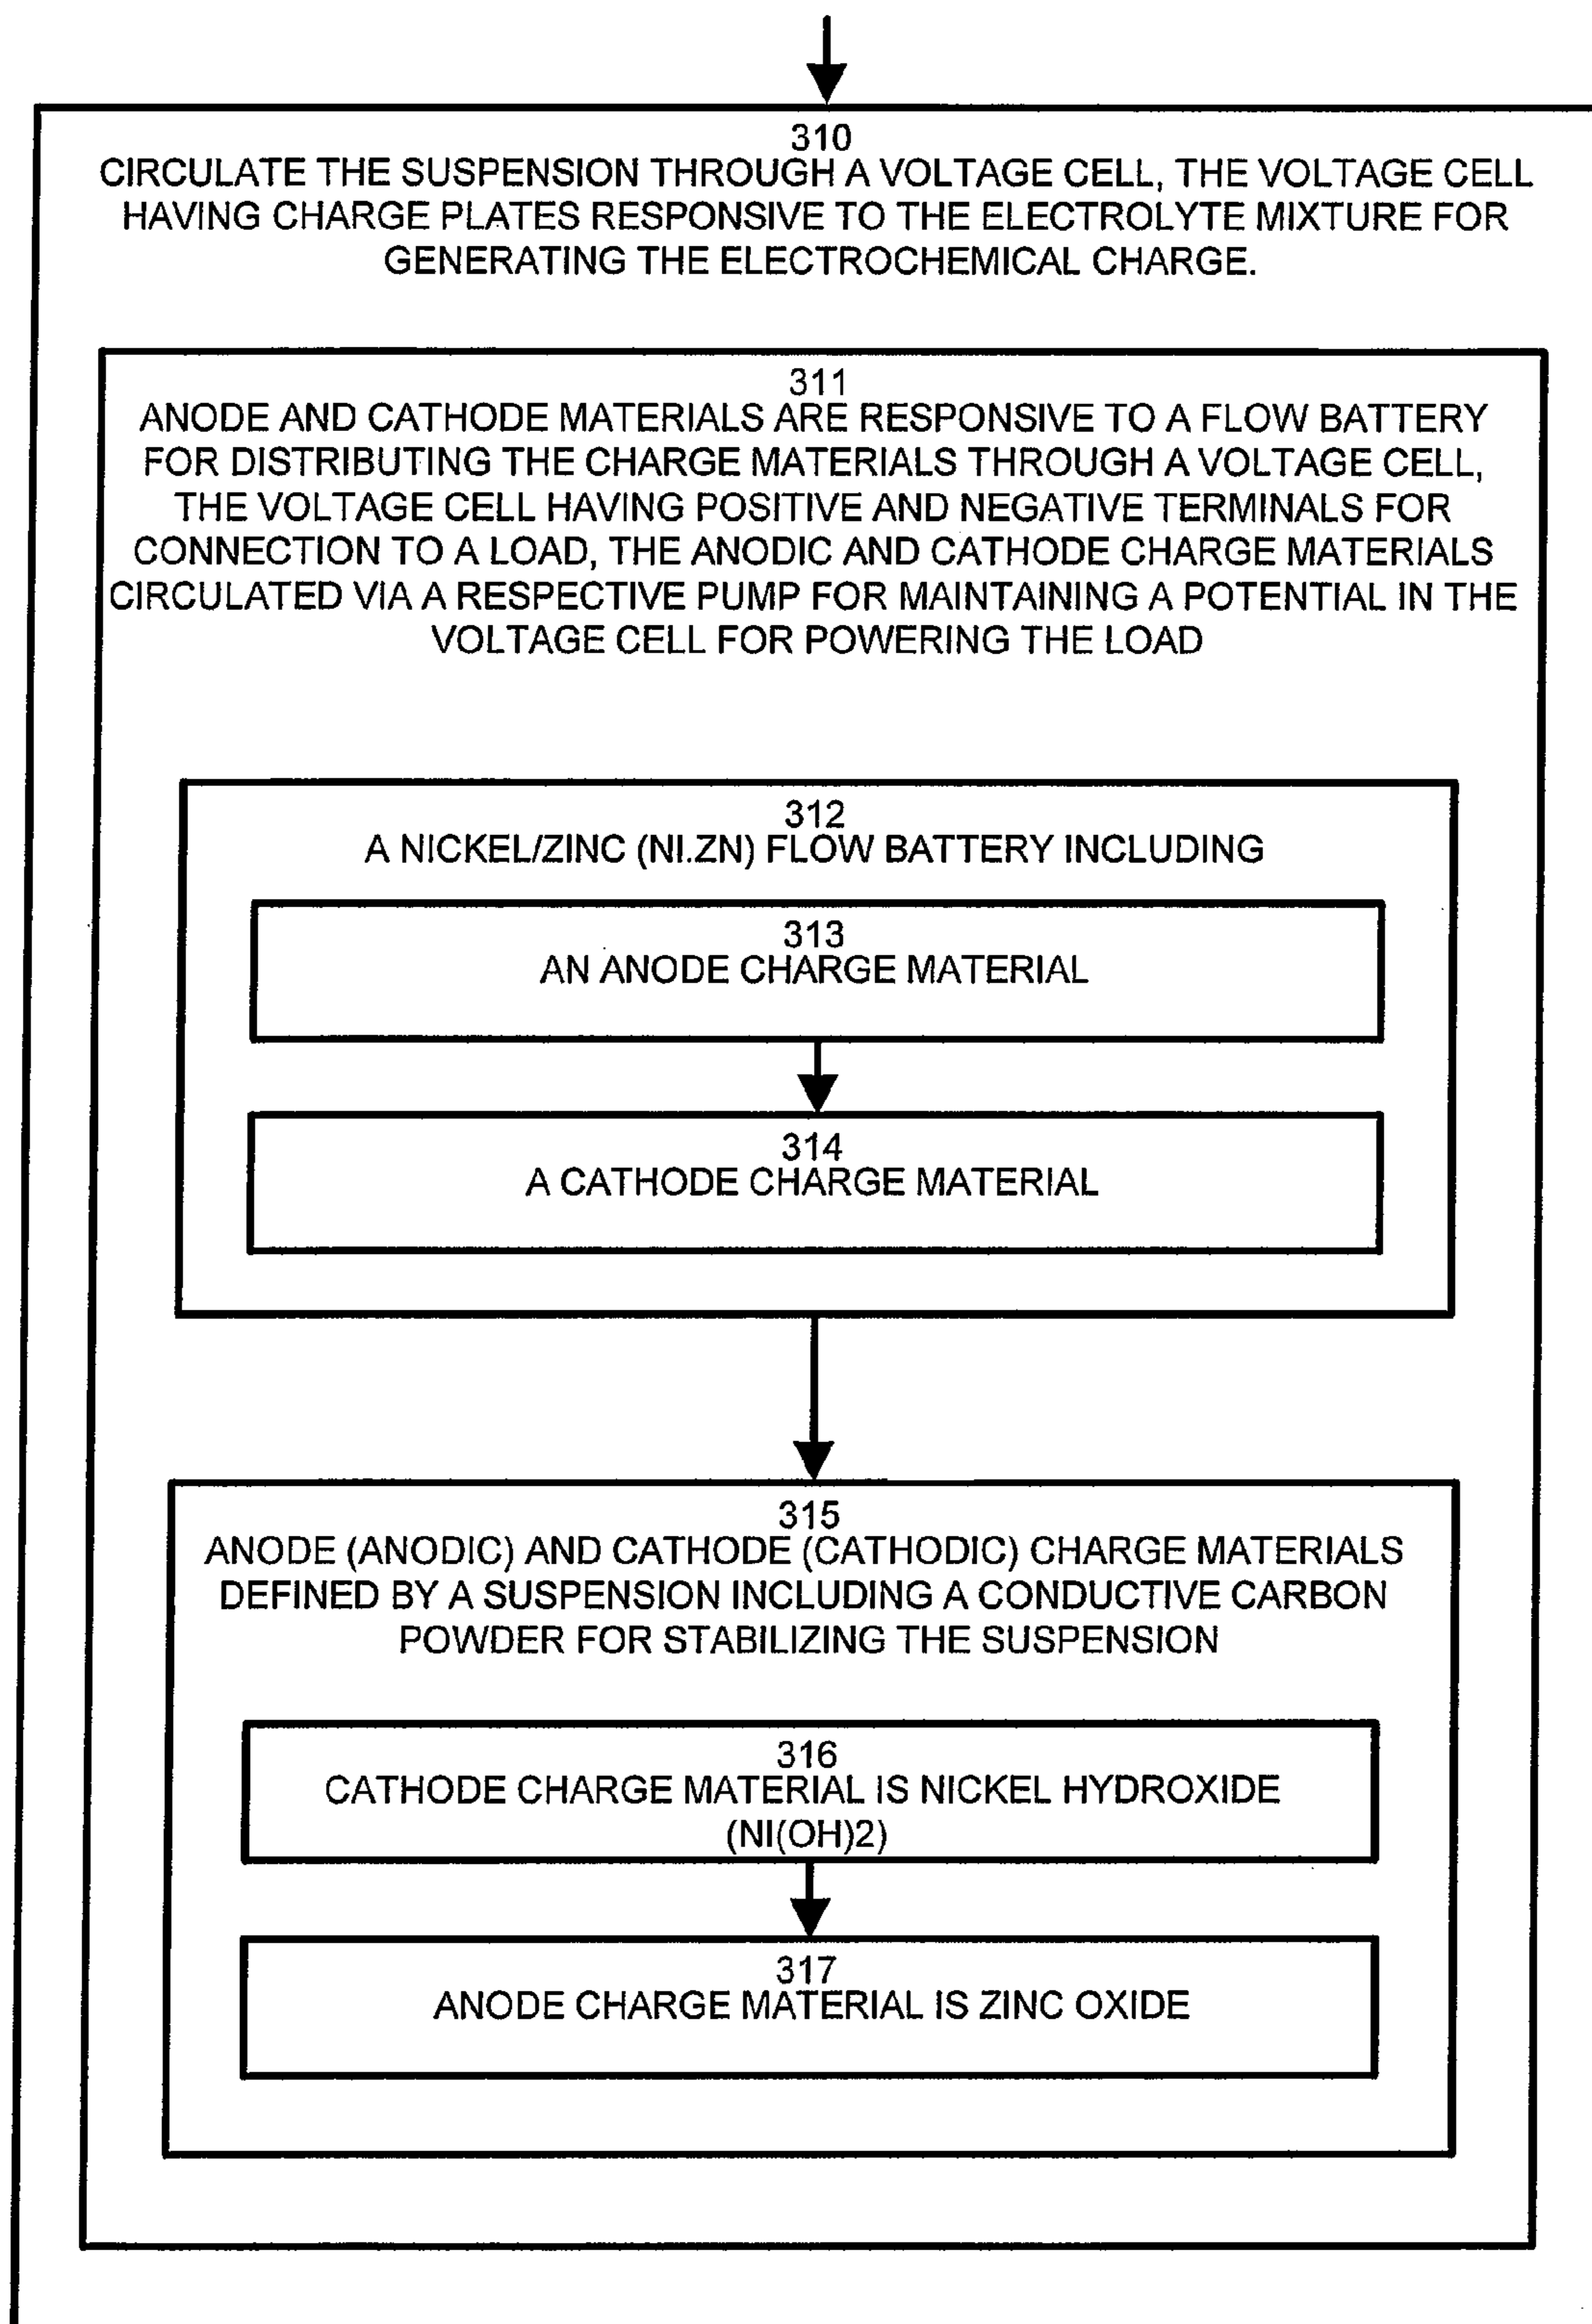 310
CIRCULATE THE SUSPENSION THROUGH A VOLTAGE CELL, THE VOLTAGE CELL
HAVING CHARGE PLATES RESPONSIVE TO THE ELECTROLYTE MIXTURE FOR
GENERATING THE ELECTROCHEMICAL CHARGE.
311
ANODE AND CATHODE MATERIALS ARE RESPONSIVE TO A FLOW BATTERY
FOR DISTRIBUTING THE CHARGE MATERIALS THROUGH A VOLTAGE CELL,
THE VOLTAGE CELL HAVING POSITIVE AND NEGATIVE TERMINALS FOR
CONNECTION TO A LOAD, THE ANODIC AND CATHODE CHARGE MATERIALS
CIRCULATED VIA A RESPECTIVE PUMP FOR MAINTAINING A POTENTIAL IN THE
VOLTAGE CELL FOR POWERING THE LOAD
312
A NICKEL/ZINC (NI.ZN) FLOW BATTERY INCLUDING
313
AN ANODE CHARGE MATERIAL
314
A CATHODE CHARGE MATERIAL
315
ANODE (ANODIC) AND CATHODE (CATHODIC) CHARGE MATERIALS
DEFINED BY A SUSPENSION INCLUDING A CONDUCTIVE CARBON
POWDER FOR STABILIZING THE SUSPENSION
316
CATHODE CHARGE MATERIAL IS NICKEL HYDROXIDE
(NI(OH)2)
317
ANODE CHARGE MATERIAL IS ZINC OXIDE